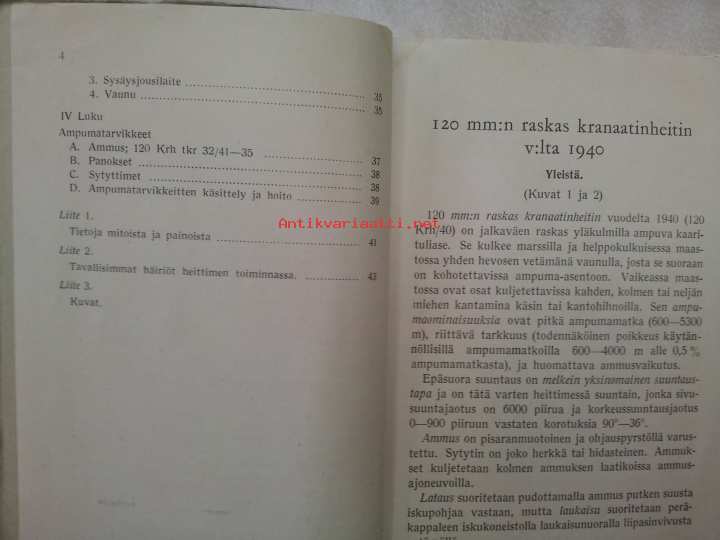 4
3. Sysäysjousilaite 35
4. Vaunu 35
IV Luku
Ampumatarvikkeet
A. Ammus; 120 Krh tkr 32/41—35 37
B. Panokset 38
C. Sytyttimet 38
D. Ampumatarvikkeitten käsittely ja hoito 39
Liite 1.
Tietoja mitoista ja painoista 41
Liite 2.
Tavallisimmat häiriöt heittimen toiminnassa. 43
Liite 3.
Kuvat.
Antikvariaatti.net
120 mm:n raskas kranaatinheitin
v:lta 1940
Yleistä.
(Kuvat 1 ja 2)
120 mm:n raskas kranaatinheitin vuodelta 1940 (120
Krh/40) on jalkaväen raskas yläkulmilla ampuva kaari-
tuliase. Se kulkee marssilla ja helppokulkuisessa maas-
tossa yhden hevosen vetämänä vaunulla, josta se suoraan
on kohotettavissa ampuma-asentoon. Vaikeassa maas-
tossa ovat osat kuljetettavissa kahden, kolmen tai neljän
miehen kantamina käsin tai kantohihnoilla. Sen ampu-
maominaisuuksia ovat pitkä ampumamatka (600—5300
m), riittävä tarkkuus (todennäköinen poikkeus käytän-
nöllisillä ampumamatkoilla 600—4000 m alle 0,5 %
ampumamatkasta), ja huomattava ammusvaikutus.
Epäsuora suuntaus on melkein yksinomainen suuntaus-
tapa ja on tätä varten heittimessä suuntain, jonka sivu-
suuntajaotus on 6000 piirua ja korkeussuuntausjaotus
0—900 piiruun vastaten korotuksia 90°—36°.
Ammus on pisaranmuotoinen ja ohjauspyrstöllä varus-
tettu. Sytytin on joko herkkä tai hidasteinen. Ammuk-
set kuljetetaan kolmen ammuksen laatikoissa ammus-
ajoneuvoilla.
Lataus suoritetaan pudottamalla ammus putken suusta
iskupohjaa vastaan, mutta laukaisu suoritetaan perä-
kappaleen iskukoneistolla laukaisunuoralla liipasinvivusta